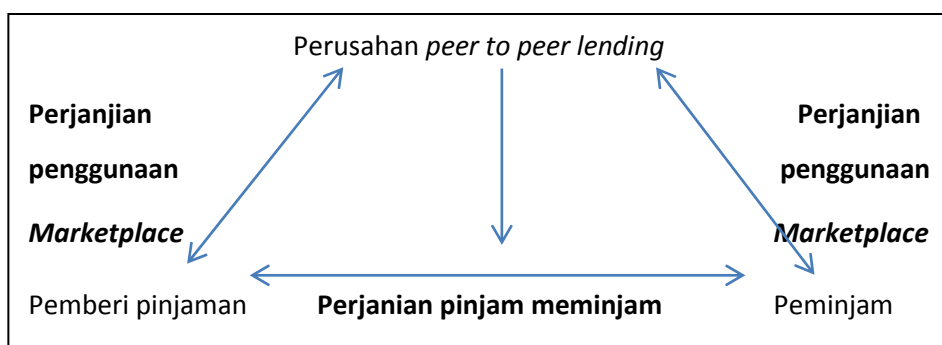 Perusahan peer to peer lending
Perjanjian
penggunaan
Marketplace
Perjanjian
penggunaan
Marketplace
Pemberi pinjaman
Perjanian pinjam meminjam
Peminjam